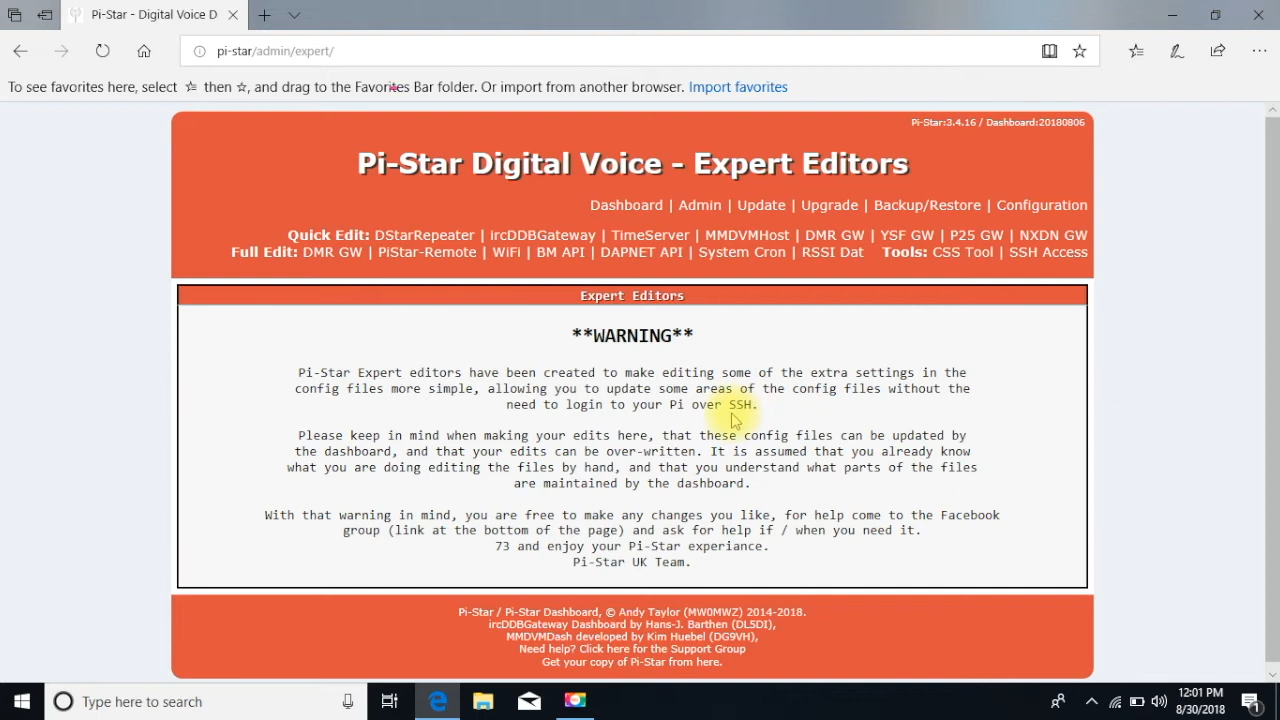 Pi-Star - Digital Voice D
pi-star/admin/expert/
To see favorites here, select ☆ then ☆, and drag to the Favorites Bar folder. Or import from another browser. Import favorites
Pi-Star:3.4.16 / Dashboard:20180806
Pi-Star Digital Voice - Expert Editors
Dashboard | Admin | Update | Upgrade | Backup/Restore | Configuration
Quick Edit: DStarRepeater | ircDDBGateway | TimeServer | MMDVMHost | DMR GW | YSF GW | P25 GW | NXDN GW
Full Edit: DMR GW | PiStar-Remote | WiFi | BM API | DAPNET API | System Cron | RSSI Dat Tools: CSS Tool | SSH Access
Expert Editors
**WARNING**
Pi-Star Expert editors have been created to make editing some of the extra settings in the
config files more simple, allowing you to update some areas of the config files without the
need to login to your Pi over SSH.
Please keep in mind when making your edits here, that these config files can be updated by
the dashboard, and that your edits can be over-written. It is assumed that you already know
what you are doing editing the files by hand, and that you understand what parts of the files
are maintained by the dashboard.
With that warning in mind, you are free to make any changes you like, for help come to the Facebook
group (link at the bottom of the page) and ask for help if / when you need it.
73 and enjoy your Pi-Star experiance.
Pi-Star UK Team.
Pi-Star / Pi-Star Dashboard, © Andy Taylor (MW0MWZ) 2014-2018.
ircDDBGateway Dashboard by Hans-J. Barthen (DL5DI),
MMDVMDash developed by Kim Huebel (DG9VH),
Need help? Click here for the Support Group
Get your copy of Pi-Star from here.
Type here to search
12:01 PM
8/30/2018
1